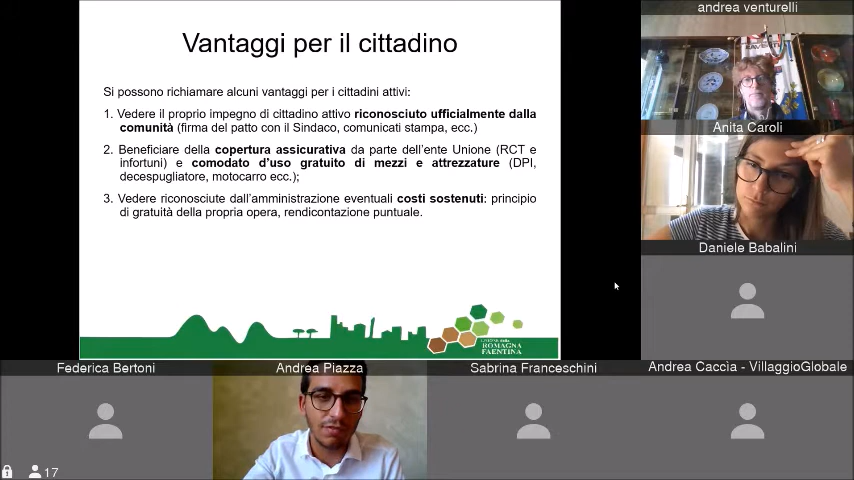 Vantaggi per il cittadino
Si possono richiamare alcuni vantaggi per i cittadini attivi:
1. Vedere il proprio impegno di cittadino attivo riconosciuto ufficialmente dalla
comunità (firma del patto con il Sindaco, comunicati stampa, ecc.)
2. Beneficiare della copertura assicurativa da parte dell'ente Unione (RCT e
infortuni) e comodato d'uso gratuito di mezzi e attrezzature (DPI,
decespugliatore, motocarro ecc.);
3. Vedere riconosciute dall'amministrazione eventuali costi sostenuti: principio
di gratuità della propria opera, rendicontazione puntuale.
ROMAGNA
FAENTINA
andrea venturelli
Anita Caroli
Daniele Babalini
Federica Bertoni
Andrea Piazza
Sabrina Franceschini
Andrea Caccìa - VillaggioGlobale
17